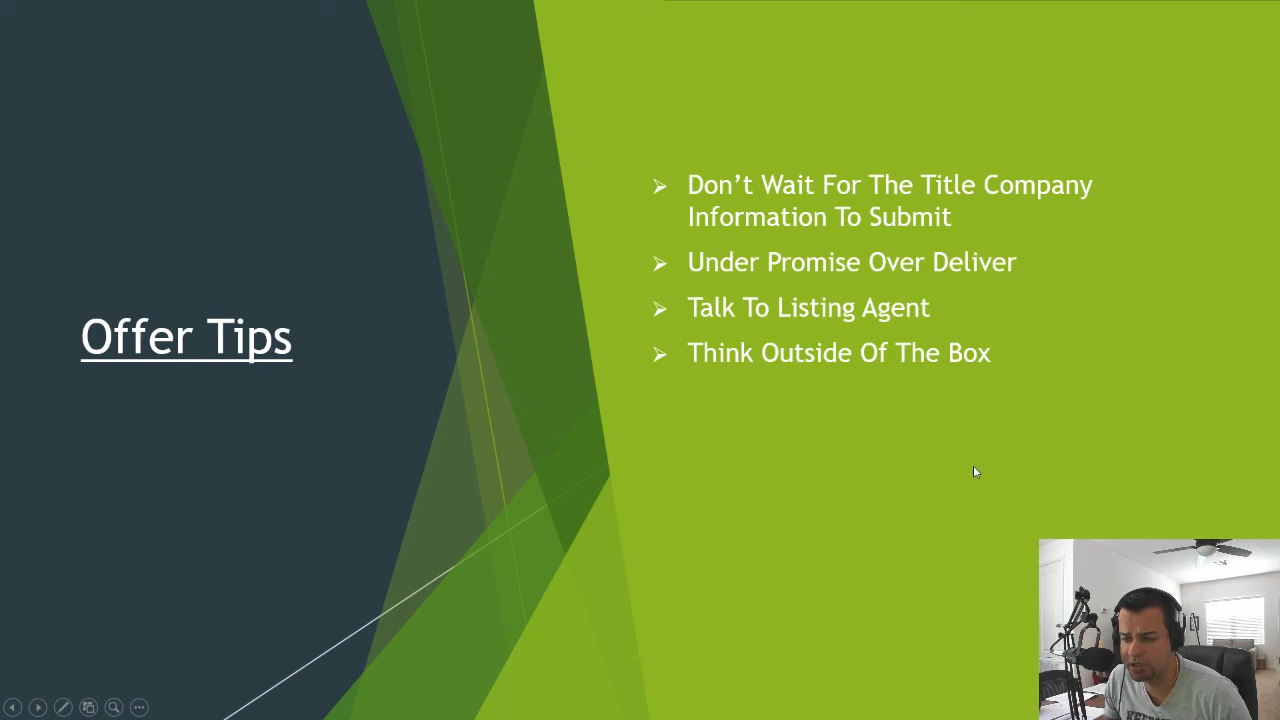 Offer Tips
Don’t Wait For The Title Company
Information To Submit
Under Promise Over Deliver
Talk To Listing Agent
Think Outside Of The Box